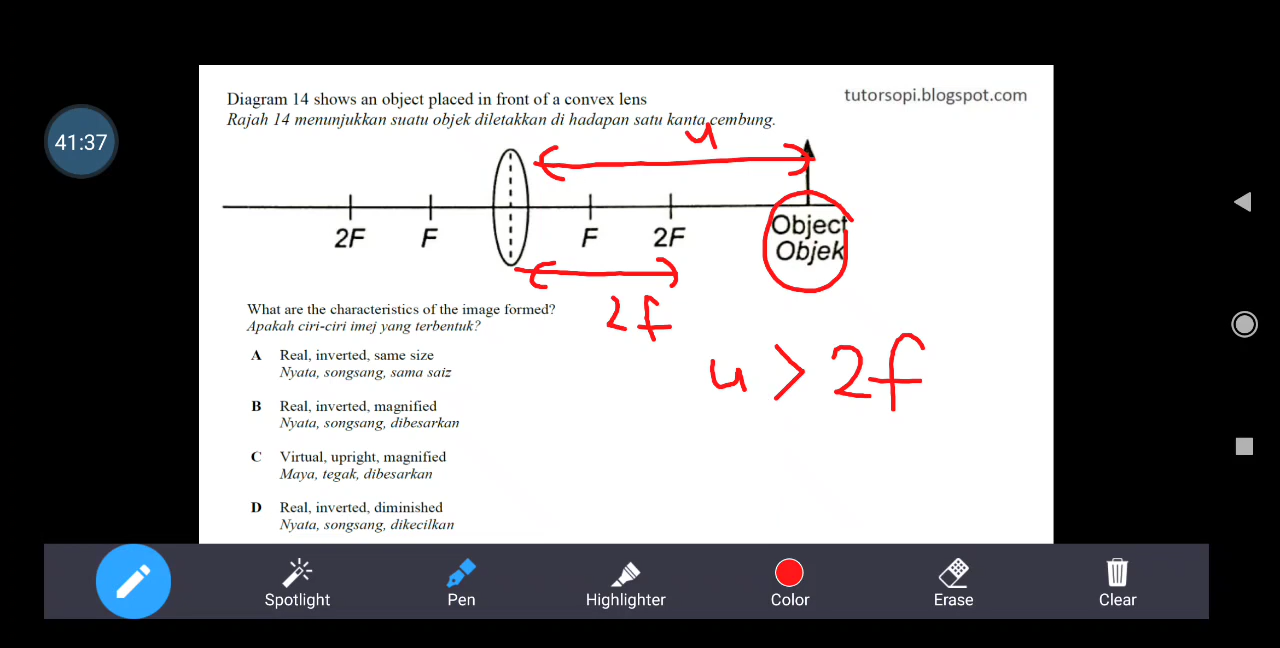 Diagram 14 shows an object placed in front of a convex lens
tutorsopi.blogspot.com
Rajah 14 menunjukkan suatu objek diletakkan di hadapan satu kanta cembung.
41:37
u
2F F F 2F Object
Objek
2f
What are the characteristics of the image formed?
Apakah ciri-ciri imej yang terbentuk?
u > 2f
A Real, inverted, same size
Nyata, songsang, sama saiz
B Real, inverted, magnified
Nyata, songsang, dibesarkan
C Virtual, upright, magnified
Maya, tegak, dibesarkan
D Real, inverted, diminished
Nyata, songsang, dikecilkan
Spotlight Pen Highlighter Color Erase Clear